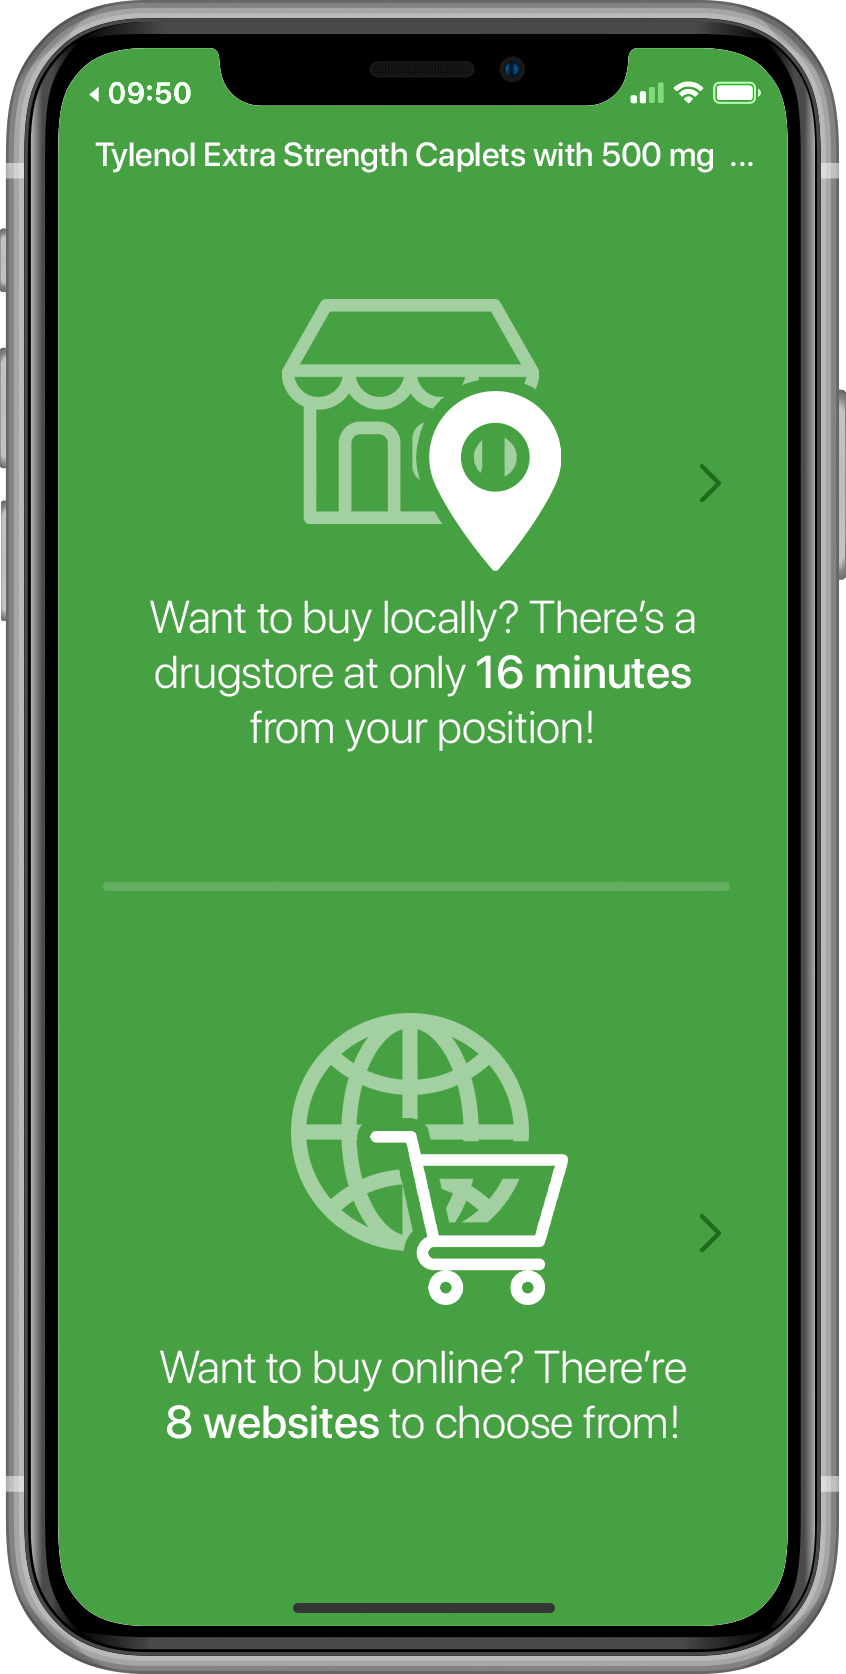 09:50
Tylenol Extra Strength Caplets with 500 mg ...
Want to buy locally? There’s a
drugstore at only 16 minutes
from your position!
Want to buy online? There’re
8 websites to choose from!